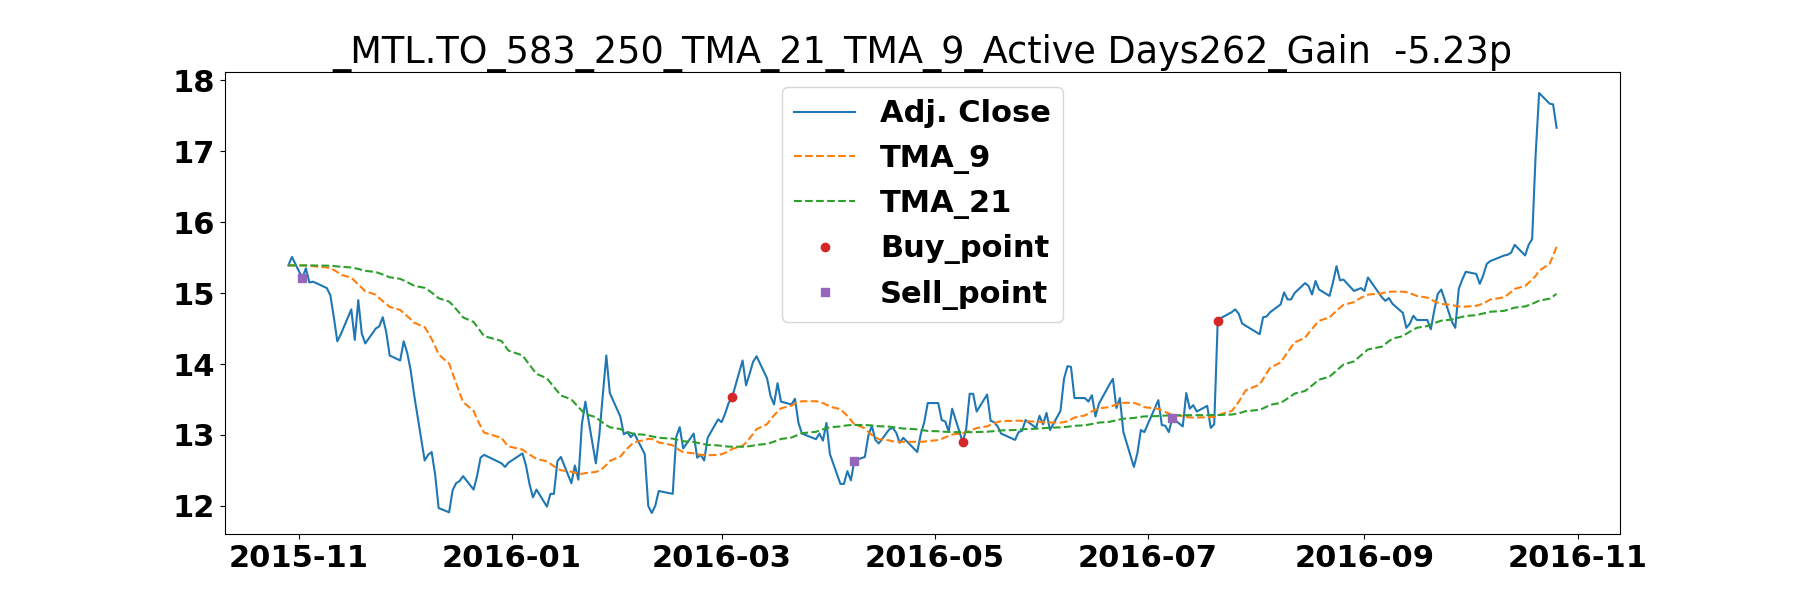 _MTL.TO_583_250_TMA_21_TMA_9_Active Days262_Gain  -5.23p
18
17
16
15
14
13
12
Adj. Close
TMA_9
TMA_21
Buy_point
Sell_point
2015-11 2016-01 2016-03 2016-05 2016-07 2016-09 2016-11